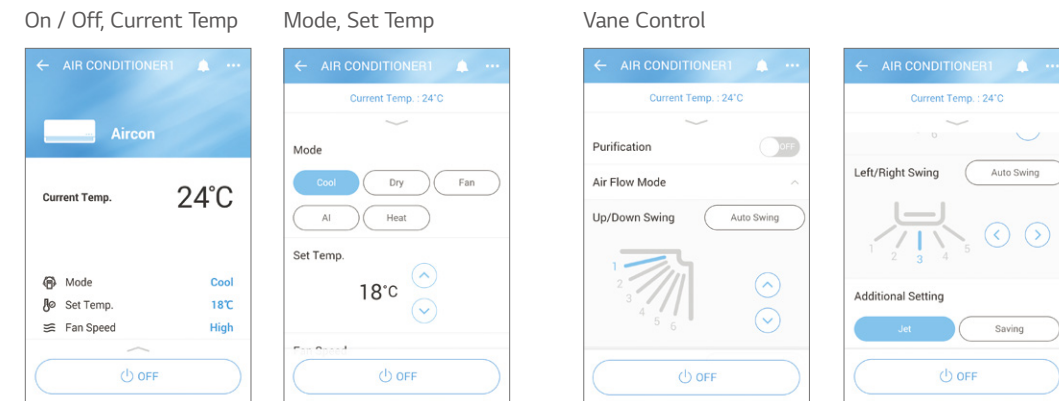 On / Off, Current Temp
AIR CONDITIONER1
Aircon
Current Temp.
24°C
Mode Cool
Set Temp. 18℃
Fan Speed High
OFF
Mode, Set Temp
AIR CONDITIONER1
Current Temp. : 24°C
Mode
Cool Dry Fan
AI Heat
Set Temp.
18°C
Fan Speed
OFF
Vane Control
AIR CONDITIONER1
Current Temp. : 24°C
Purification OFF
Air Flow Mode
Up/Down Swing Auto Swing
1
2
3
4
5
6
OFF
AIR CONDITIONER1
Current Temp. : 24°C
6
Left/Right Swing Auto Swing
1 2 3 4 5
Additional Setting
Jet Saving
OFF